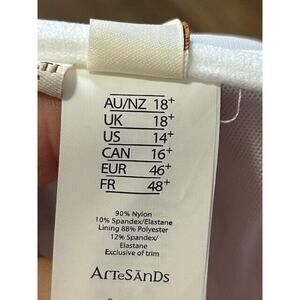 AU/NZ 18+
UK 18+
US 14+
CAN 16+
EUR 46+
FR 48+
90% Nylon
10% Spandex/Elastane
Lining 88% Polyester
12% Spandex/
Elastane
Exclusive of trim
ARTESANDS